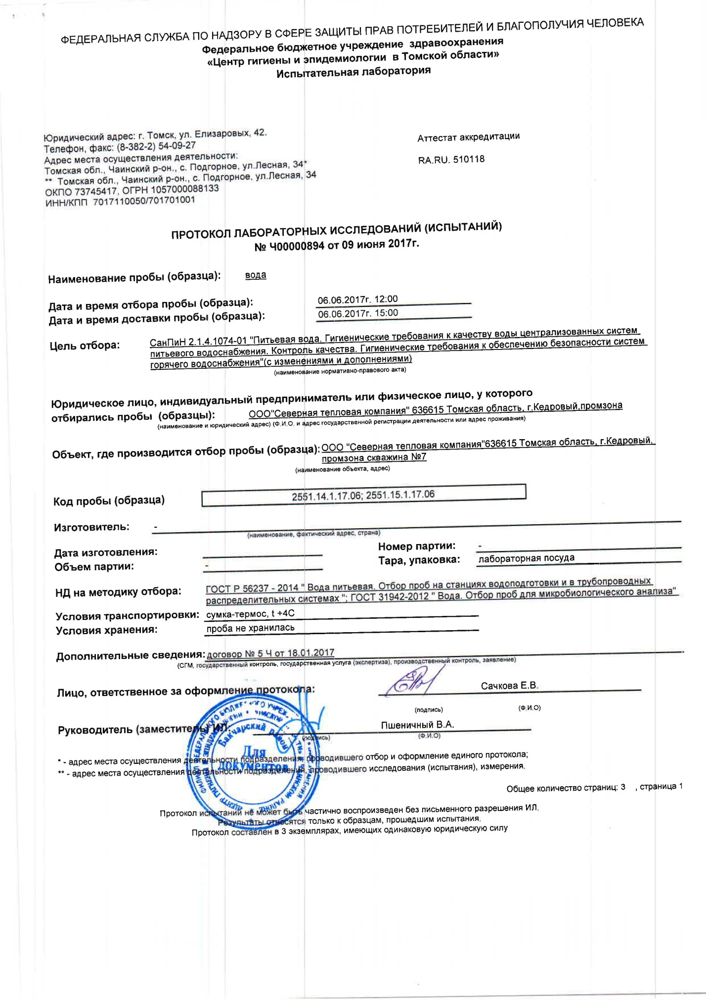 ФЕДЕРАЛЬНАЯ СЛУЖБА ПО НАДЗОРУ В СФЕРЕ ЗАЩИТЫ ПРАВ ПОТРЕБИТЕЛЕЙ И БЛАГОПОЛУЧИЯ ЧЕЛОВЕКА
Федеральное бюджетное учреждение здравоохранения
«Центр гигиены и эпидемиологии в Томской области»
Испытательная лаборатория
Юридический адрес: г. Томск, ул. Елизаровых, 42.
Телефон, факс: (8-382-2) 54-09-27
Адрес места осуществления деятельности:
Томская обл., Чаинский р-он., с. Подгорное, ул.Лесная, 34*
** Томская обл., Чаинский р-он., с. Подгорное, ул.Лесная, 34
ОКПО 73745417, ОГРН 1057000088133
ИНН/КПП 7017110050/701701001
Аттестат аккредитации
RA.RU. 510118
ПРОТОКОЛ ЛАБОРАТОРНЫХ ИССЛЕДОВАНИЙ (ИСПЫТАНИЙ)
№ Ч00000894 от 09 июня 2017г.
Наименование пробы (образца): вода
Дата и время отбора пробы (образца): 06.06.2017г. 12:00
Дата и время доставки пробы (образца): 06.06.2017г. 15:00
Цель отбора: СанПиН 2.1.4.1074-01 "Питьевая вода. Гигиенические требования к качеству воды централизованных систем
питьевого водоснабжения. Контроль качества. Гигиенические требования к обеспечению безопасности систем
горячего водоснабжения"(с изменениями и дополнениями)
(наименование нормативно-правового акта)
Юридическое лицо, индивидуальный предприниматель или физическое лицо, у которого
отбирались пробы (образцы): ООО"Северная тепловая компания" 636615 Томская область, г.Кедровый,промзона
(наименование и юридический адрес) (Ф.И.О. и адрес государственной регистрации деятельности или адрес проживания)
Объект, где производится отбор пробы (образца): ООО "Северная тепловая компания"636615 Томская область, г.Кедровый,
промзона скважина №7
(наименование объекта, адрес)
Код пробы (образца) 2551.14.1.17.06; 2551.15.1.17.06
Изготовитель: -
(наименование, фактический адрес, страна)
Дата изготовления: Номер партии: -
Объем партии: - Тара, упаковка: лабораторная посуда
НД на методику отбора: ГОСТ Р 56237 - 2014 " Вода питьевая. Отбор проб на станциях водоподготовки и в трубопроводных
распределительных системах "; ГОСТ 31942-2012 " Вода. Отбор проб для микробиологического анализа"
Условия транспортировки: сумка-термос, t +4С
Условия хранения: проба не хранилась
Дополнительные сведения: договор № 5 Ч от 18.01.2017
(СГМ, государственный контроль, государственная услуга (экспертиза), производственный контроль, заявление)
Лицо, ответственное за оформление протокола: Сачкова Е.В.
(подпись) (Ф.И.О)
Руководитель (заместитель) ИЛ: Пшеничный В.А.
(подпись) (Ф.И.О)
Бакчарский район
Для
документов
* - адрес места осуществления деятельности подразделения, проводившего отбор и оформление единого протокола;
** - адрес места осуществления деятельности подразделения, проводившего исследования (испытания), измерения.
Общее количество страниц: 3 , страница 1
Протокол испытаний не может быть частично воспроизведен без письменного разрешения ИЛ.
Результаты относятся только к образцам, прошедшим испытания.
Протокол составлен в 3 экземплярах, имеющих одинаковую юридическую силу